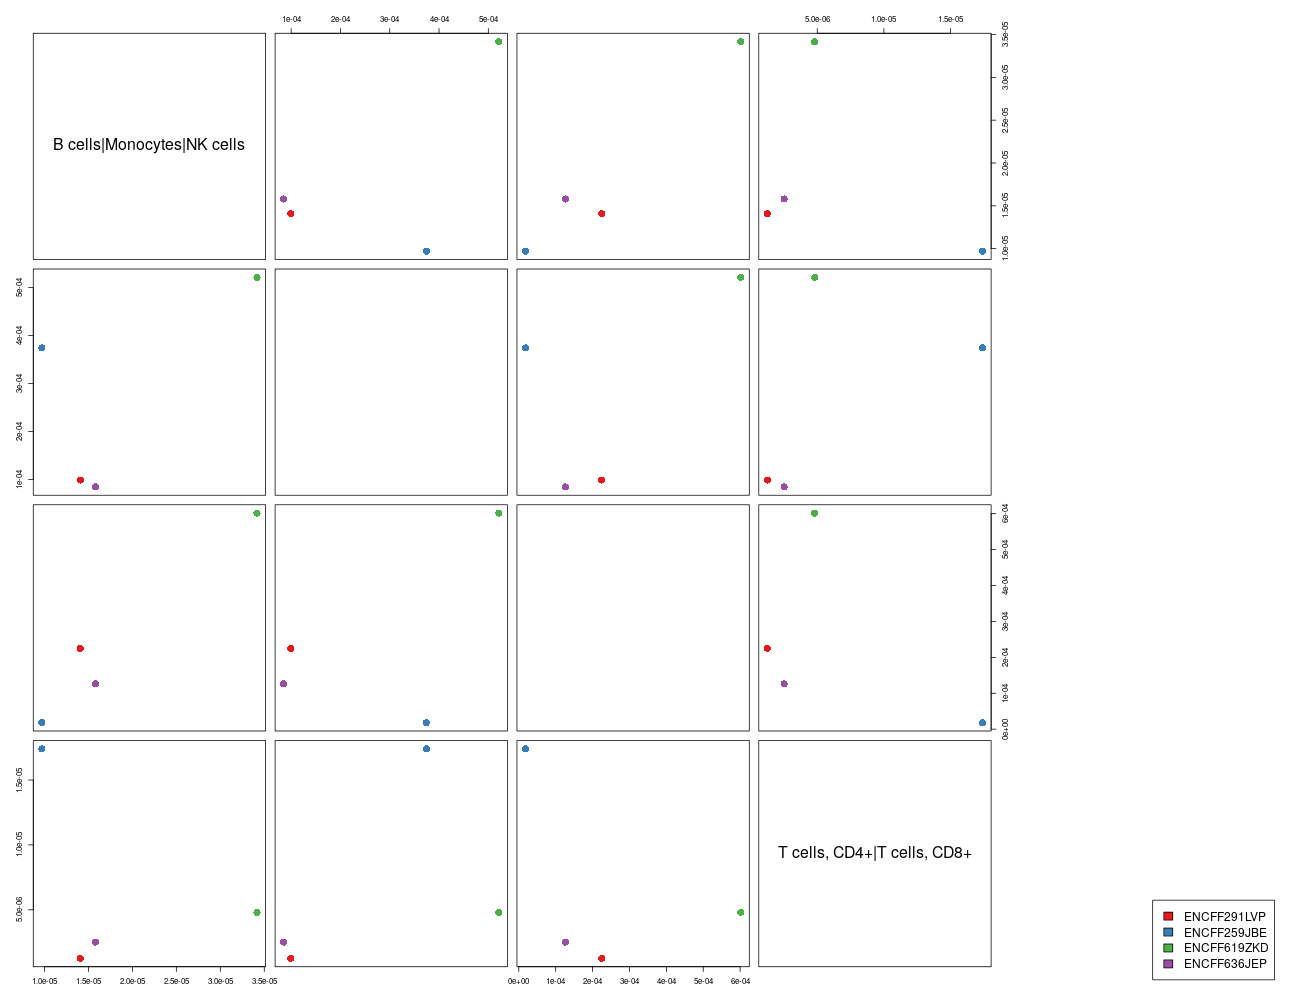 1e-04 2e-04 3e-04 4e-04 5e-04
5.0e-06 1.0e-05 1.5e-05
B cells|Monocytes|NK cells
1.0e-05 1.5e-05 2.0e-05 2.5e-05 3.0e-05 3.5e-05
1e-04 2e-04 3e-04 4e-04 5e-04
0e+00 1e-04 2e-04 3e-04 4e-04 5e-04 6e-04
5.0e-06 1.0e-05 1.5e-05
T cells, CD4+|T cells, CD8+
1.0e-05 1.5e-05 2.0e-05 2.5e-05 3.0e-05 3.5e-05
0e+00 1e-04 2e-04 3e-04 4e-04 5e-04 6e-04
ENCFF291LVP
ENCFF259JBE
ENCFF619ZKD
ENCFF636JEP